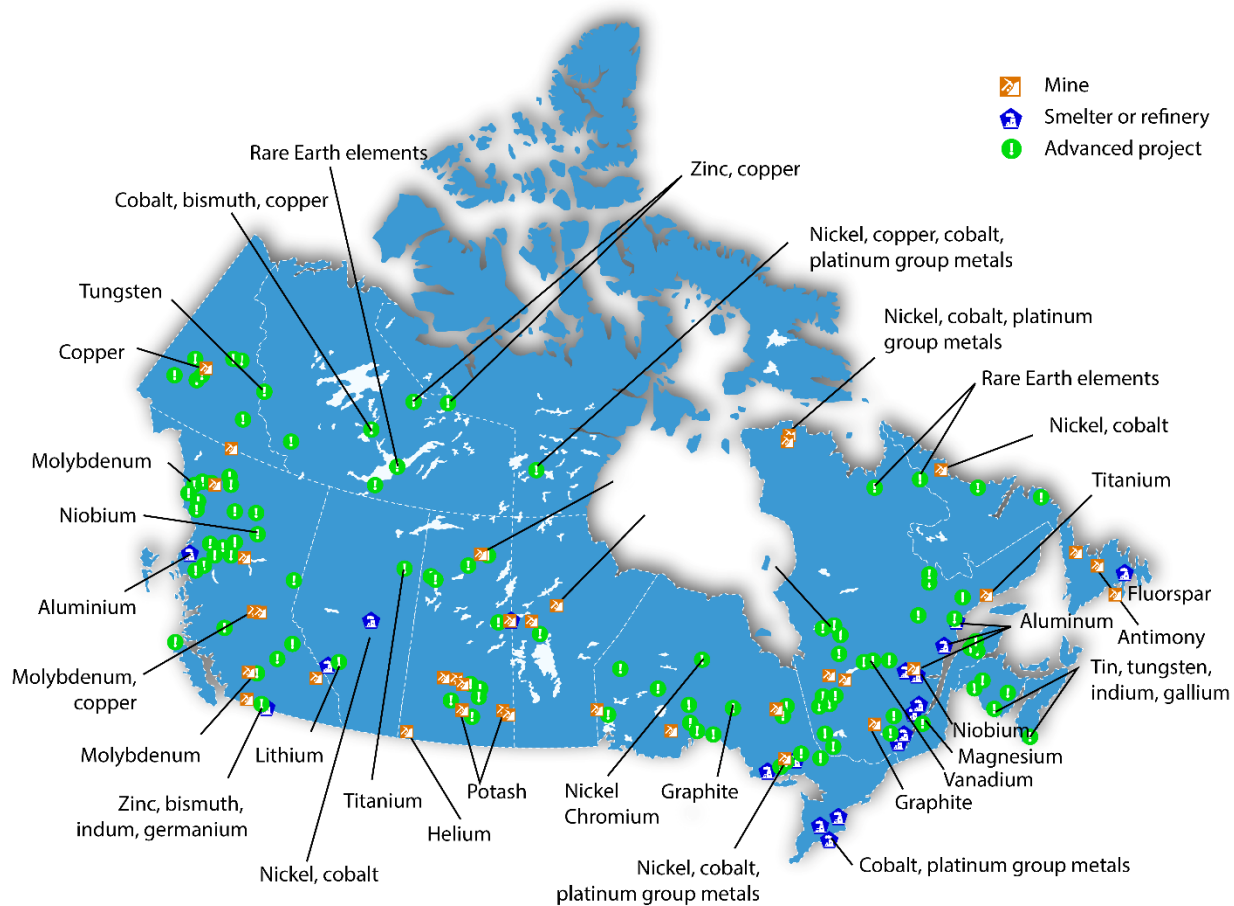 Mine
Smelter or refinery
Advanced project
Rare Earth elements
Zinc, copper
Cobalt, bismuth, copper
Nickel, copper, cobalt,
platinum group metals
Tungsten
Nickel, cobalt, platinum
group metals
Copper
Rare Earth elements
Nickel, cobalt
Molybdenum
Titanium
Niobium
Aluminium
Fluorspar
Aluminum
Antimony
Molybdenum,
copper
Tin, tungsten,
indium, gallium
Niobium
Molybdenum
Lithium
Magnesium
Vanadium
Titanium
Potash
Nickel
Chromium
Graphite
Graphite
Zinc, bismuth,
indum, germanium
Helium
Nickel, cobalt
Nickel, cobalt,
platinum group metals
Cobalt, platinum group metals